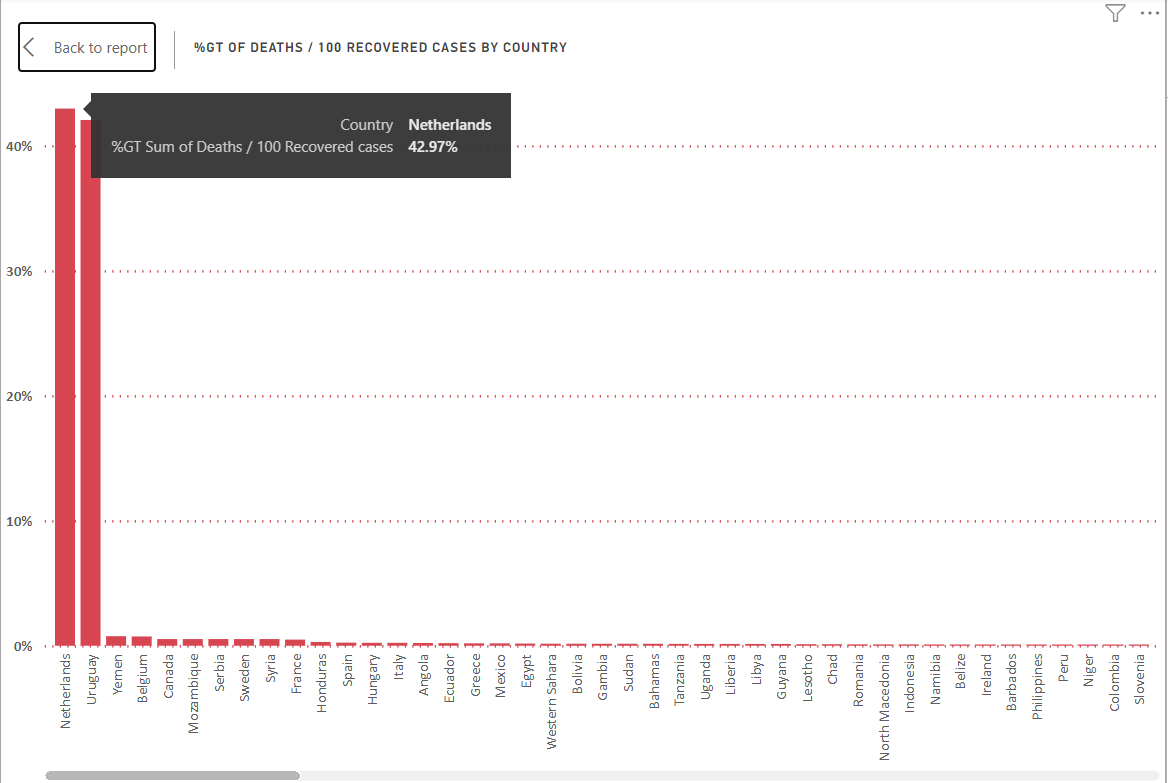 Back to report
%GT OF DEATHS / 100 RECOVERED CASES BY COUNTRY
Country Netherlands
%GT Sum of Deaths / 100 Recovered cases 42.97%
40%
30%
20%
10%
0%
Netherlands
Uruguay
Yemen
Belgium
Canada
Mozambique
Serbia
Sweden
Syria
France
Honduras
Spain
Hungary
Italy
Angola
Ecuador
Greece
Mexico
Egypt
Western Sahara
Bolivia
Gambia
Sudan
Bahamas
Tanzania
Uganda
Liberia
Libya
Guyana
Lesotho
Chad
Romania
North Macedonia
Indonesia
Namibia
Belize
Ireland
Barbados
Philippines
Peru
Niger
Colombia
Slovenia